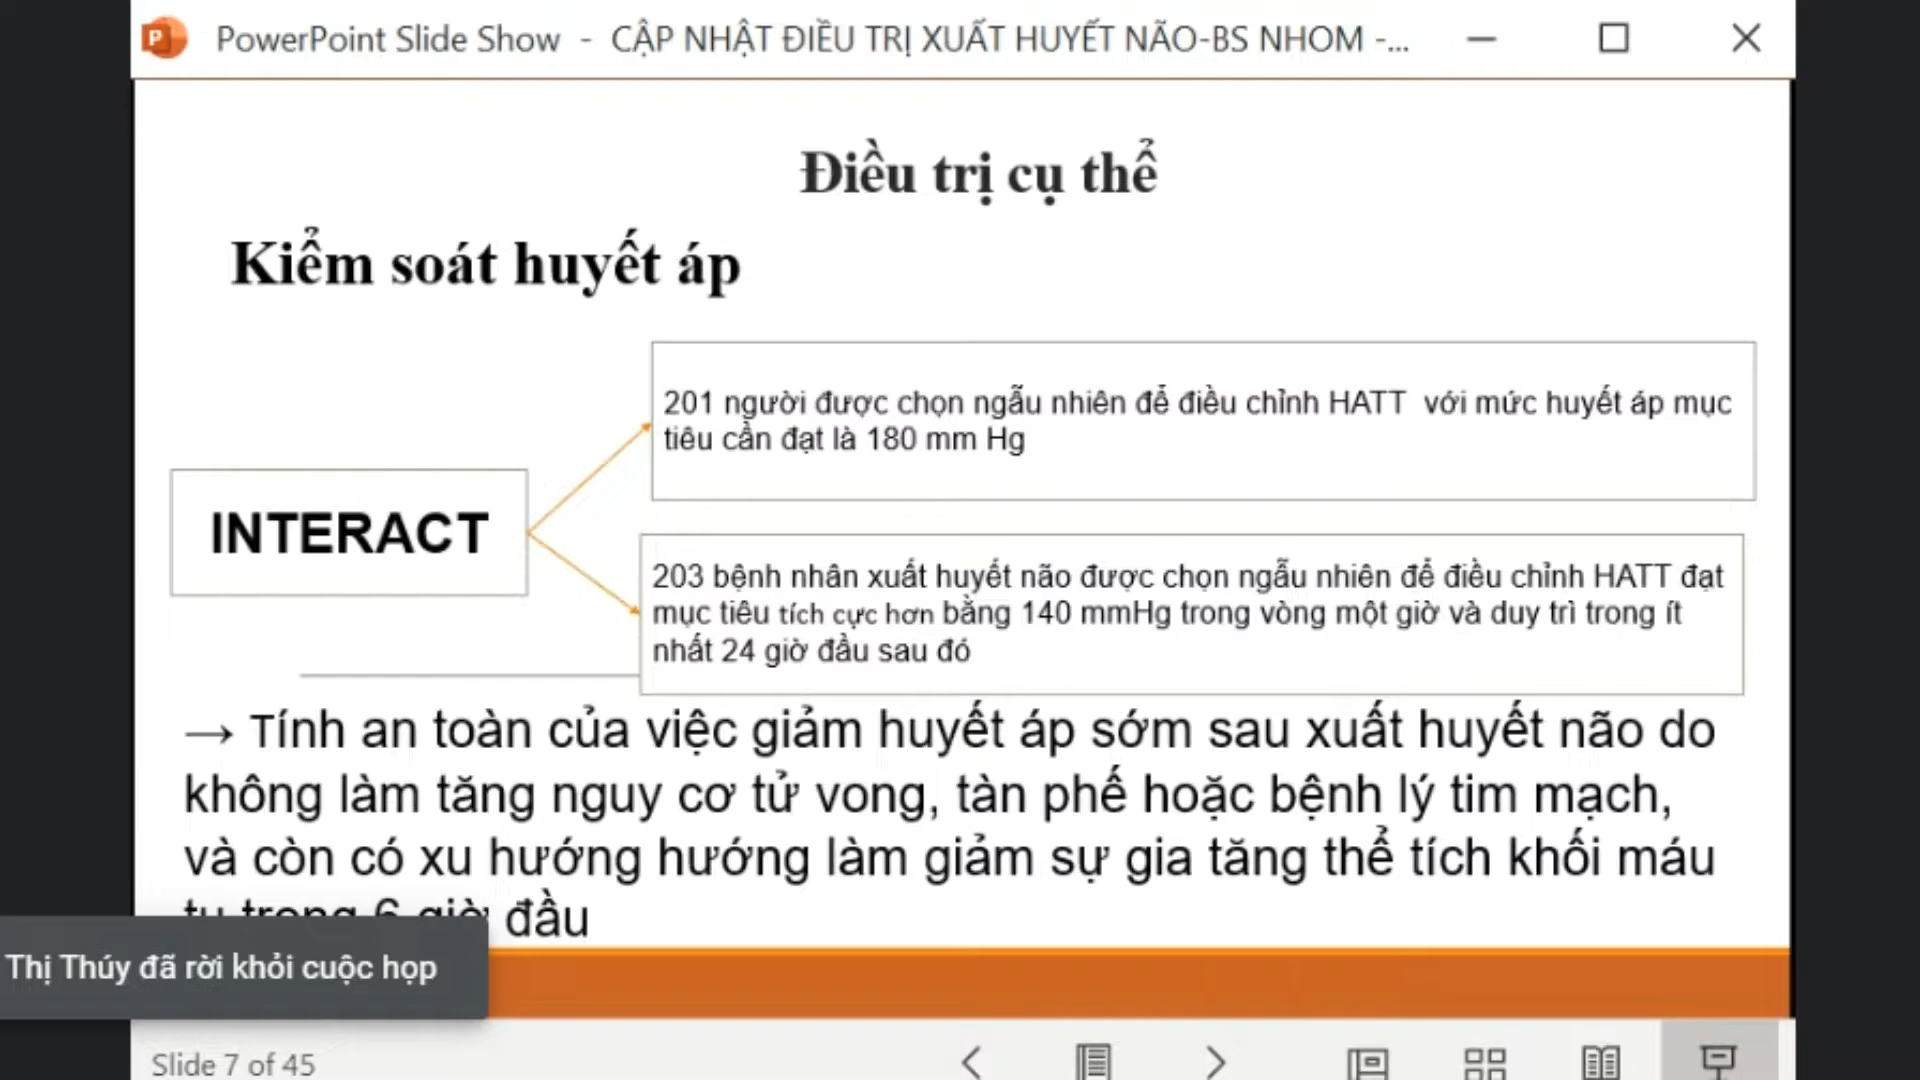 PowerPoint Slide Show - CẬP NHẬT ĐIỀU TRỊ XUẤT HUYẾT NÃO-BS NHOM -...
Điều trị cụ thể
Kiểm soát huyết áp
201 người được chọn ngẫu nhiên để điều chỉnh HATT với mức huyết áp mục
tiêu cần đạt là 180 mm Hg
INTERACT
203 bệnh nhân xuất huyết não được chọn ngẫu nhiên để điều chỉnh HATT đạt
mục tiêu tích cực hơn bằng 140 mmHg trong vòng một giờ và duy trì trong ít
nhất 24 giờ đầu sau đó
→ Tính an toàn của việc giảm huyết áp sớm sau xuất huyết não do
không làm tăng nguy cơ tử vong, tàn phế hoặc bệnh lý tim mạch,
và còn có xu hướng hướng làm giảm sự gia tăng thể tích khối máu
tụ trong 6 giờ đầu
Thị Thúy đã rời khỏi cuộc họp
Slide 7 of 45